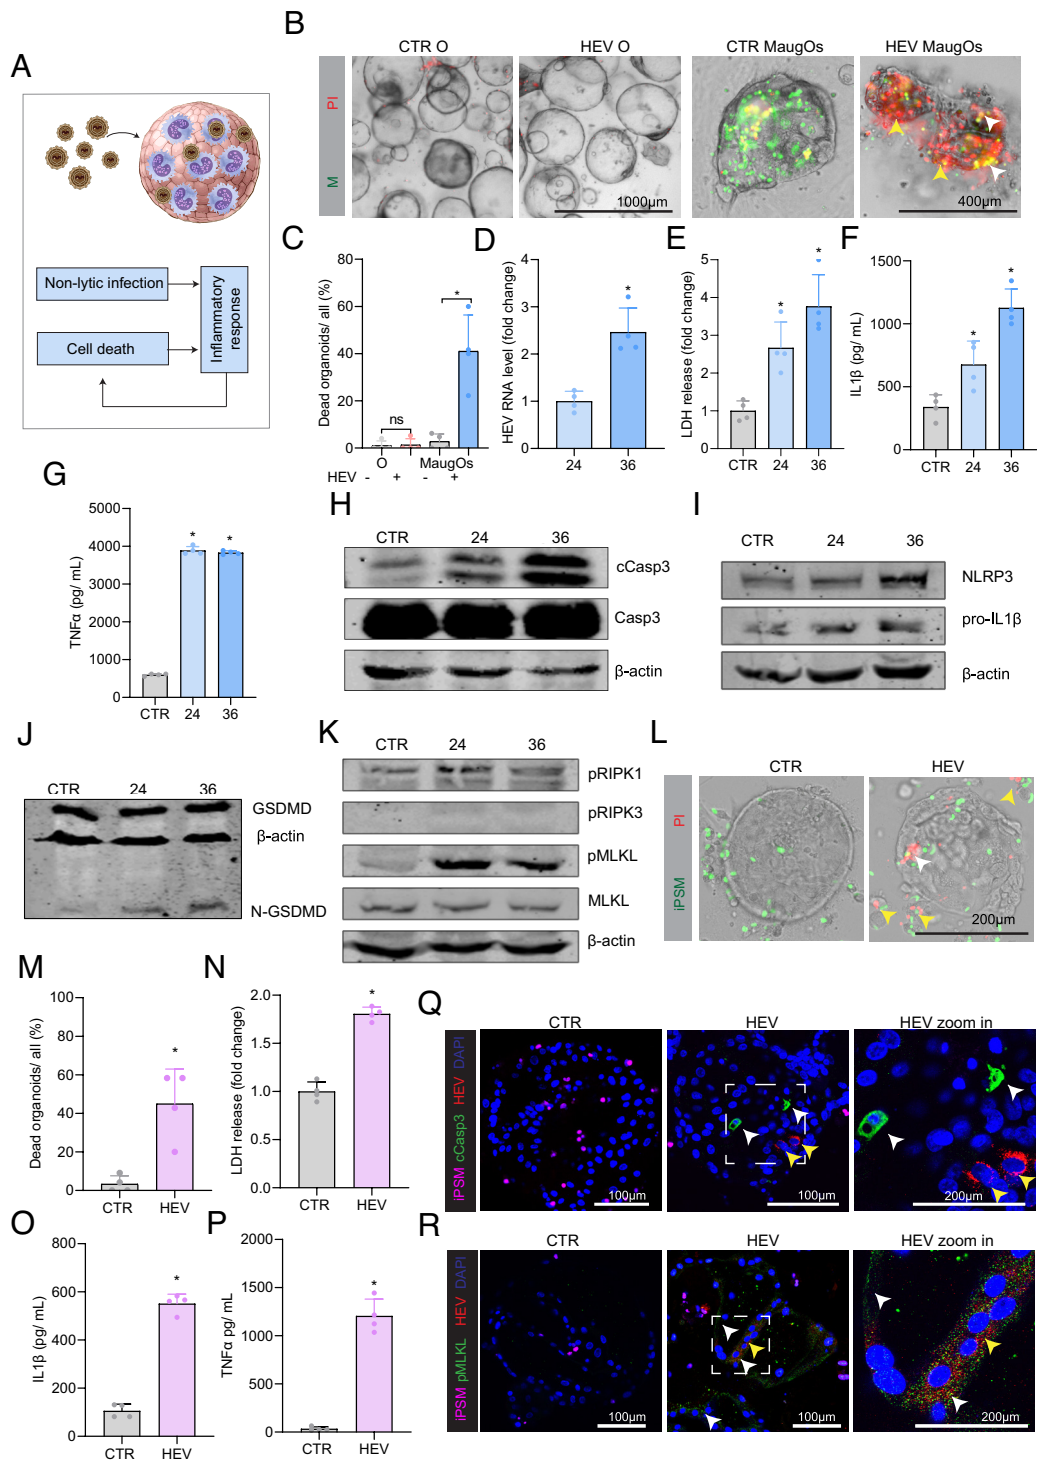 A
Non-lytic infection
Cell death
Inflammatory
response
B
CTR O
HEV O
CTR MaugOs
HEV MaugOs
M PI
1000µm
400µm
C
Dead organoids/ all (%)
80
60
40
20
0
ns
*
O
MaugOs
HEV - + - +
D
HEV RNA level (fold change)
4
3
2
1
0
*
24 36
E
LDH release (fold change)
5
4
3
2
1
0
*
*
CTR 24 36
F
IL1β (pg/ mL)
1500
1000
500
0
*
*
CTR 24 36
G
TNFα (pg/ mL)
5000
4000
3000
2000
1000
0
* *
CTR 24 36
H
CTR 24 36
cCasp3
Casp3
β-actin
I
CTR 24 36
NLRP3
pro-IL1β
β-actin
J
CTR 24 36
GSDMD
β-actin
N-GSDMD
K
CTR 24 36
pRIPK1
pRIPK3
pMLKL
MLKL
β-actin
L
CTR
HEV
iPSM PI
200µm
M
Dead organoids/ all (%)
100
80
60
40
20
0
*
CTR HEV
N
LDH release (fold change)
2.0
1.5
1.0
0.5
0.0
*
CTR HEV
O
IL1β (pg/ mL)
800
600
400
200
0
*
CTR HEV
P
TNFα pg/ mL
2000
1500
1000
500
0
*
CTR HEV
Q
CTR
HEV
HEV zoom in
iPSM cCasp3 HEV DAPI
100µm
100µm
200µm
R
CTR
HEV
HEV zoom in
iPSM pMLKL HEV DAPI
100µm
100µm
200µm